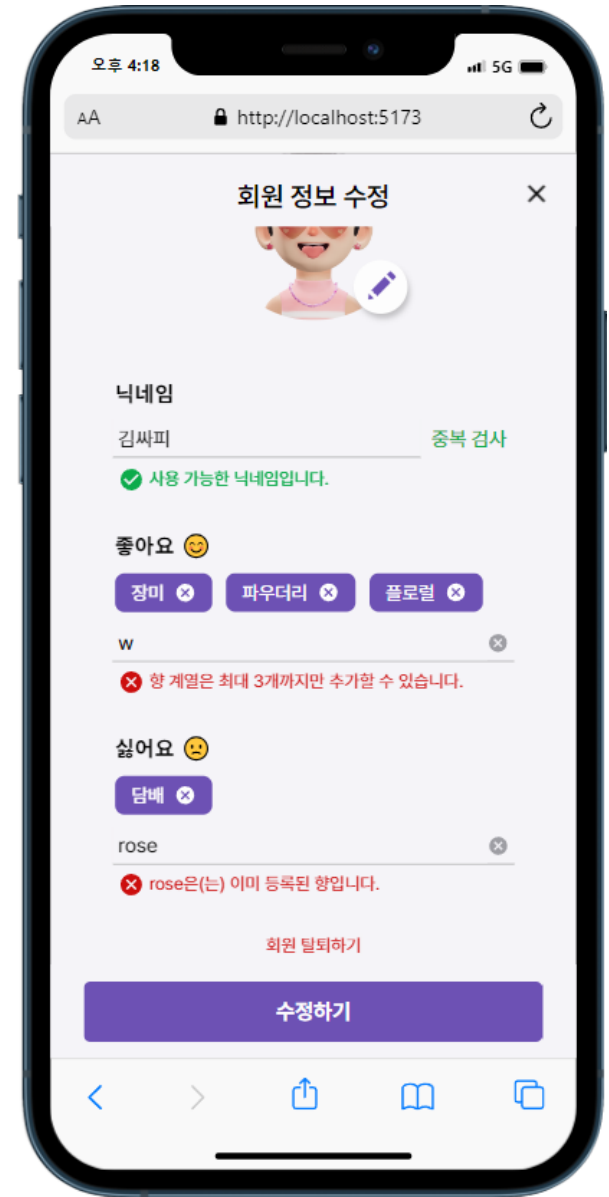 오후 4:18 5G
AA http://localhost:5173
회원 정보 수정
닉네임
김싸피 중복 검사
사용 가능한 닉네임입니다.
좋아요
장미 파우더리 플로럴
w
향 계열은 최대 3개까지만 추가할 수 있습니다.
싫어요
담배
rose
rose은(는) 이미 등록된 향입니다.
회원 탈퇴하기
수정하기